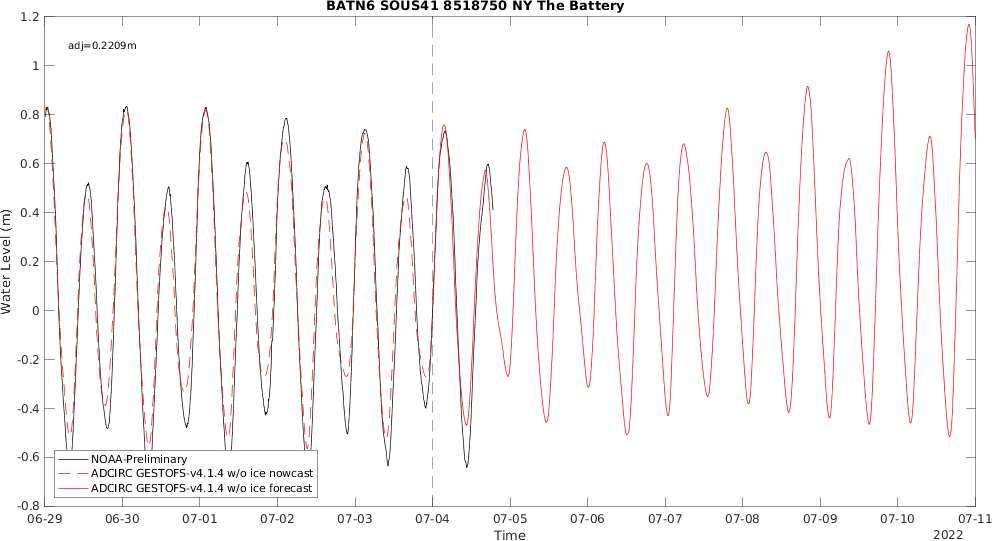 BATN6 SOUS41 8518750 NY The Battery
adj=0.2209m
Water Level (m)
1.2
1
0.8
0.6
0.4
0.2
0
-0.2
-0.4
-0.6
-0.8
NOAA-Preliminary
ADCIRC GESTOFS-v4.1.4 w/o ice nowcast
ADCIRC GESTOFS-v4.1.4 w/o ice forecast
06-29 06-30 07-01 07-02 07-03 07-04 07-05 07-06 07-07 07-08 07-09 07-10 07-11
Time
2022